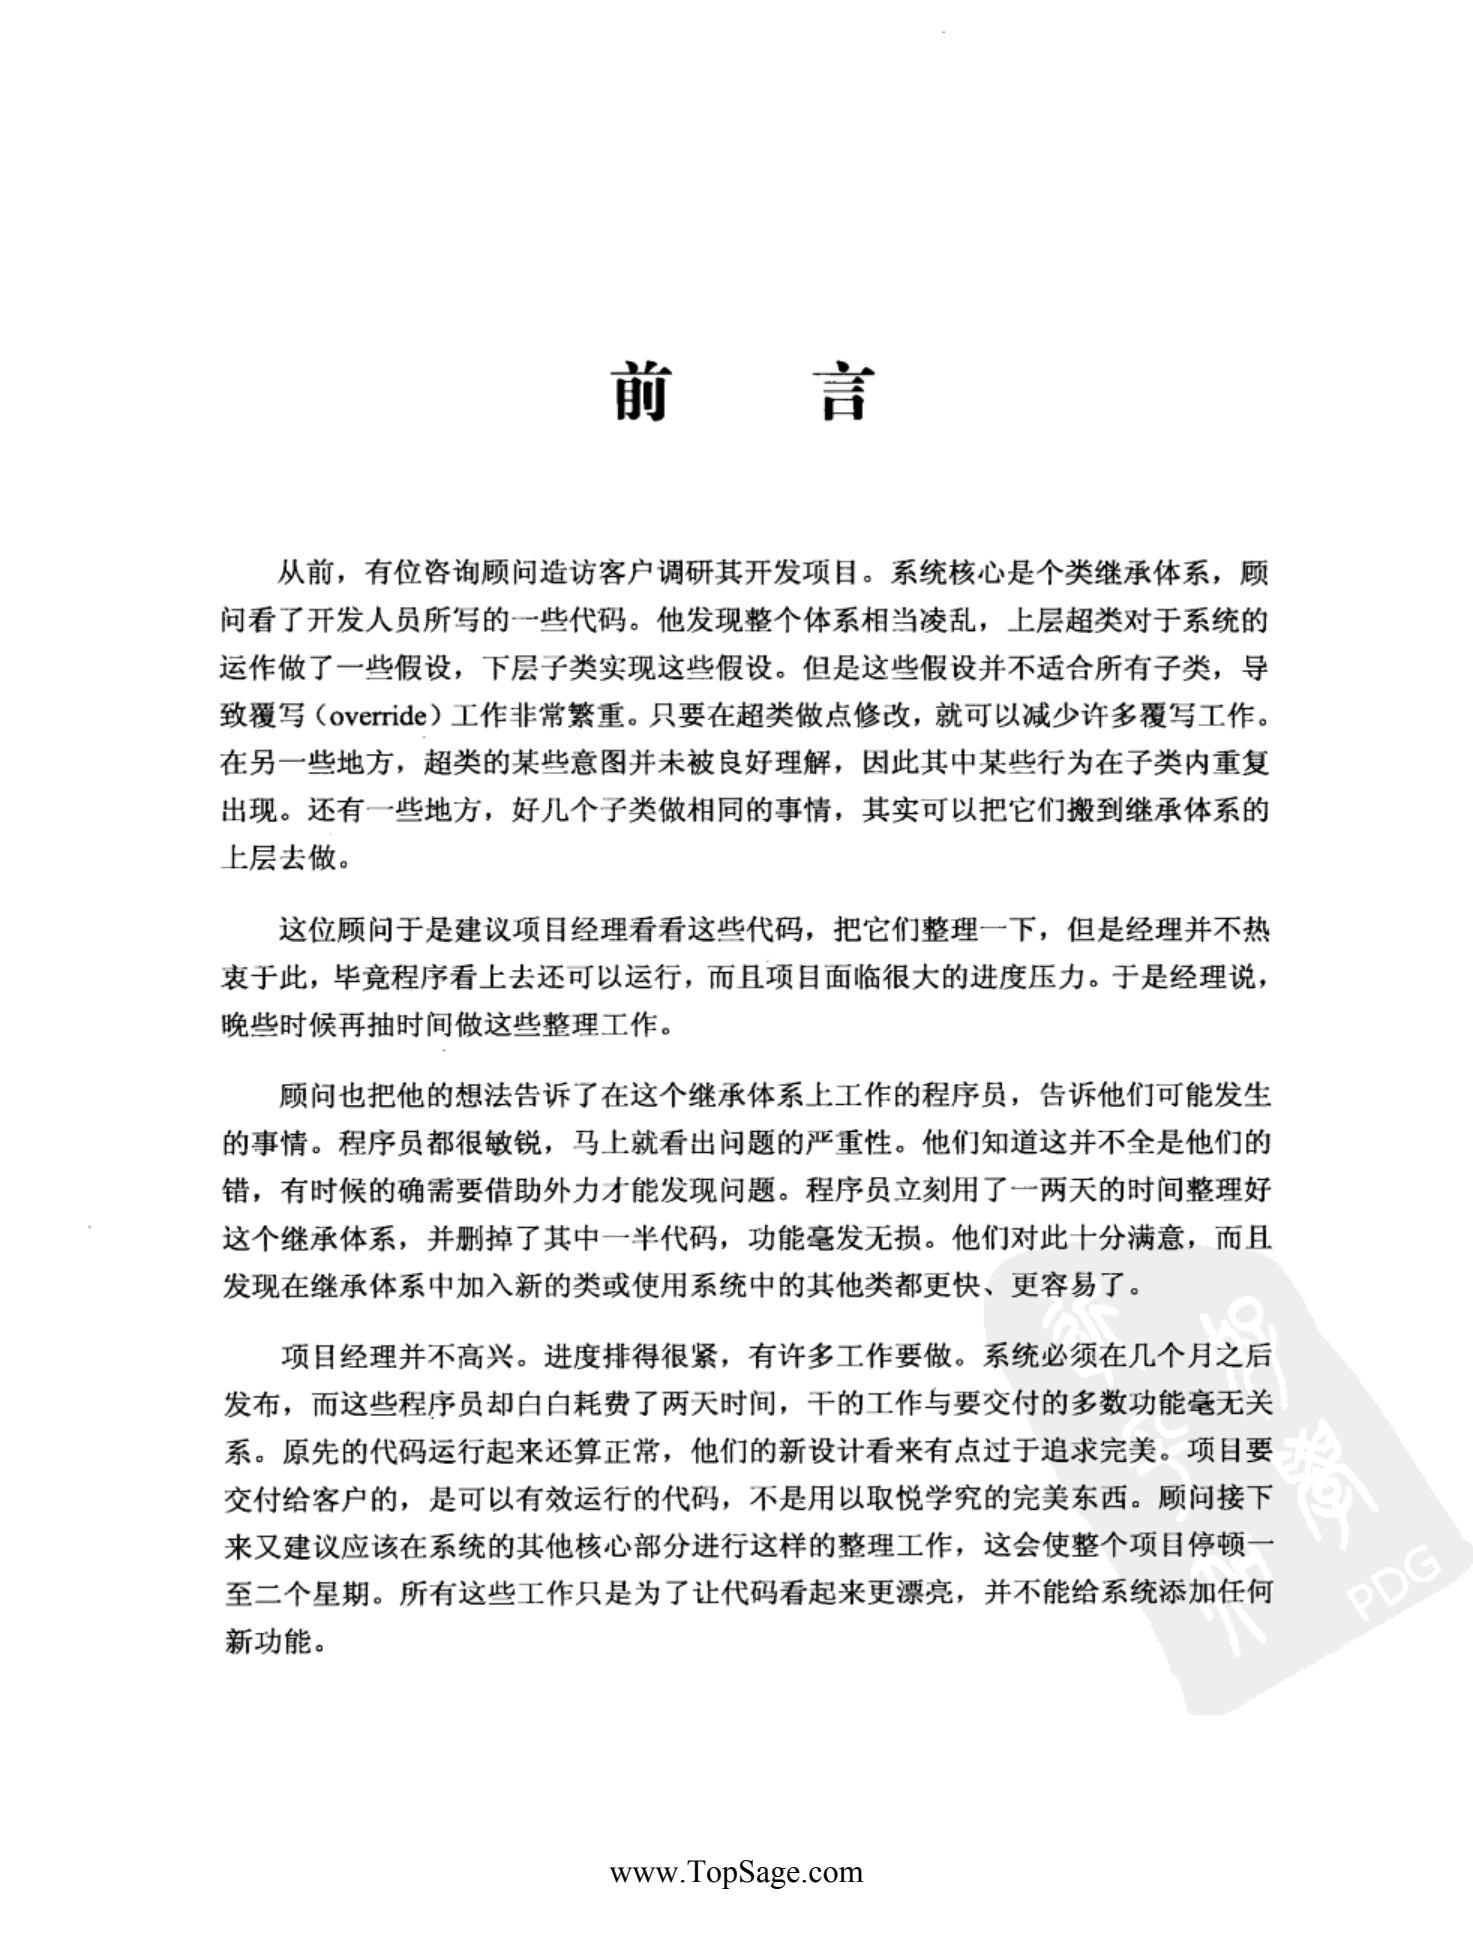 前 言
从前，有位咨询顾问造访客户调研其开发项目。系统核心是个类继承体系，顾
问看了开发人员所写的一些代码。他发现整个体系相当凌乱，上层超类对于系统的
运作做了一些假设，下层子类实现这些假设。但是这些假设并不适合所有子类，导
致覆写（override）工作非常繁重。只要在超类做点修改，就可以减少许多覆写工作。
在另一些地方，超类的某些意图并未被良好理解，因此其中某些行为在子类内重复
出现。还有一些地方，好几个子类做相同的事情，其实可以把它们搬到继承体系的
上层去做。
这位顾问于是建议项目经理看看这些代码，把它们整理一下，但是经理并不热
衷于此，毕竟程序看上去还可以运行，而且项目面临很大的进度压力。于是经理说，
晚些时候再抽时间做这些整理工作。
顾问也把他的想法告诉了在这个继承体系上工作的程序员，告诉他们可能发生
的事情。程序员都很敏锐，马上就看出问题的严重性。他们知道这并不全是他们的
错，有时候的确需要借助外力才能发现问题。程序员立刻用了一两天的时间整理好
这个继承体系，并删掉了其中一半代码，功能毫发无损。他们对此十分满意，而且
发现在继承体系中加入新的类或使用系统中的其他类都更快、更容易了。
项目经理并不高兴。进度排得很紧，有许多工作要做。系统必须在几个月之后
发布，而这些程序员却白白耗费了两天时间，干的工作与要交付的多数功能毫无关
系。原先的代码运行起来还算正常，他们的新设计看来有点过于追求完美。项目要
交付给客户的，是可以有效运行的代码，不是用以取悦学究的完美东西。顾问接下
来又建议应该在系统的其他核心部分进行这样的整理工作，这会使整个项目停顿一
至二个星期。所有这些工作只是为了让代码看起来更漂亮，并不能给系统添加任何
新功能。
PDG
www.TopSage.com